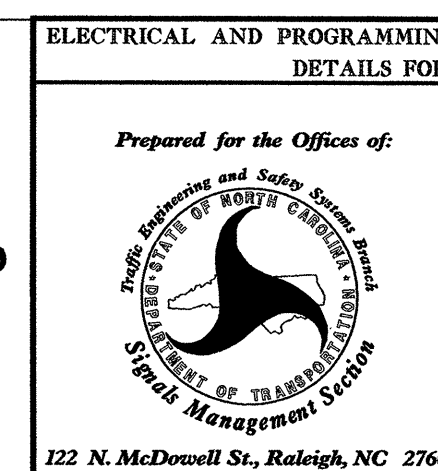 ELECTRICAL AND PROGRAMMIN
DETAILS FOR
Prepared for the Offices of:
Traffic Engineering and Safety Systems Branch
STATE OF NORTH CAROLINA
DEPARTMENT OF TRANSPORTATION
Signals Management Section
122 N. McDowell St., Raleigh, NC 276